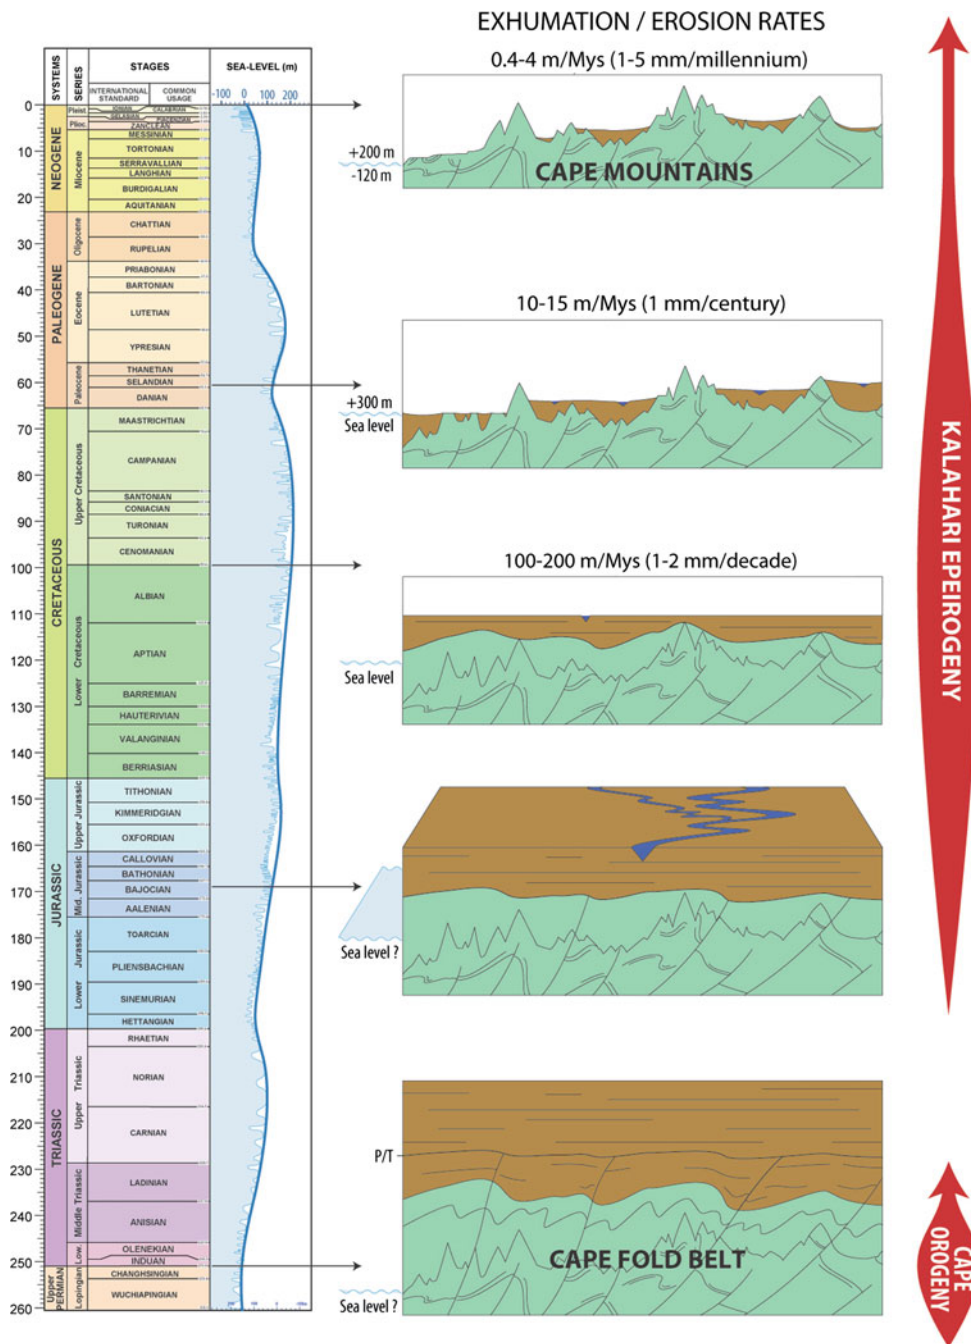 EXHUMATION / EROSION RATES
SYSTEMS
SERIES
STAGES
INTERNATIONAL STANDARD
COMMON USAGE
SEA-LEVEL (m)
-100 0 100 200
0
10
20
30
40
50
60
70
80
90
100
110
120
130
140
150
160
170
180
190
200
210
220
230
240
250
260
NEOGENE
PALEOGENE
CRETACEOUS
JURASSIC
TRIASSIC
Upper PERMIAN
Pleist
Plioc.
Miocene
Oligocene
Eocene
Paleocene
Upper Cretaceous
Lower Cretaceous
Upper Jurassic
Mid. Jurassic
Lower Jurassic
Upper Triassic
Middle Triassic
Low.
Lopingian
IONIAN
CALABRIAN
GELASIAN
PIACENZIAN
ZANCLEAN
MESSINIAN
TORTONIAN
SERRAVALLIAN
LANGHIAN
BURDIGALIAN
AQUITANIAN
CHATTIAN
RUPELIAN
PRIABONIAN
BARTONIAN
LUTETIAN
YPRESIAN
THANETIAN
SELANDIAN
DANIAN
MAASTRICHTIAN
CAMPANIAN
SANTONIAN
CONIACIAN
TURONIAN
CENOMANIAN
ALBIAN
APTIAN
BARREMIAN
HAUTERIVIAN
VALANGINIAN
BERRIASIAN
TITHONIAN
KIMMERIDGIAN
OXFORDIAN
CALLOVIAN
BATHONIAN
BAJOCIAN
AALENIAN
TOARCIAN
PLIENSBACHIAN
SINEMURIAN
HETTANGIAN
RHAETIAN
NORIAN
CARNIAN
LADINIAN
ANISIAN
OLENEKIAN
INDUAN
CHANGHSINGIAN
WUCHIAPINGIAN
0.4-4 m/Mys (1-5 mm/millennium)
+200 m
-120 m
CAPE MOUNTAINS
10-15 m/Mys (1 mm/century)
+300 m
Sea level
100-200 m/Mys (1-2 mm/decade)
Sea level
Sea level ?
P/T
CAPE FOLD BELT
Sea level ?
KALAHARI EPEIROGENY
CAPE
OROGENY